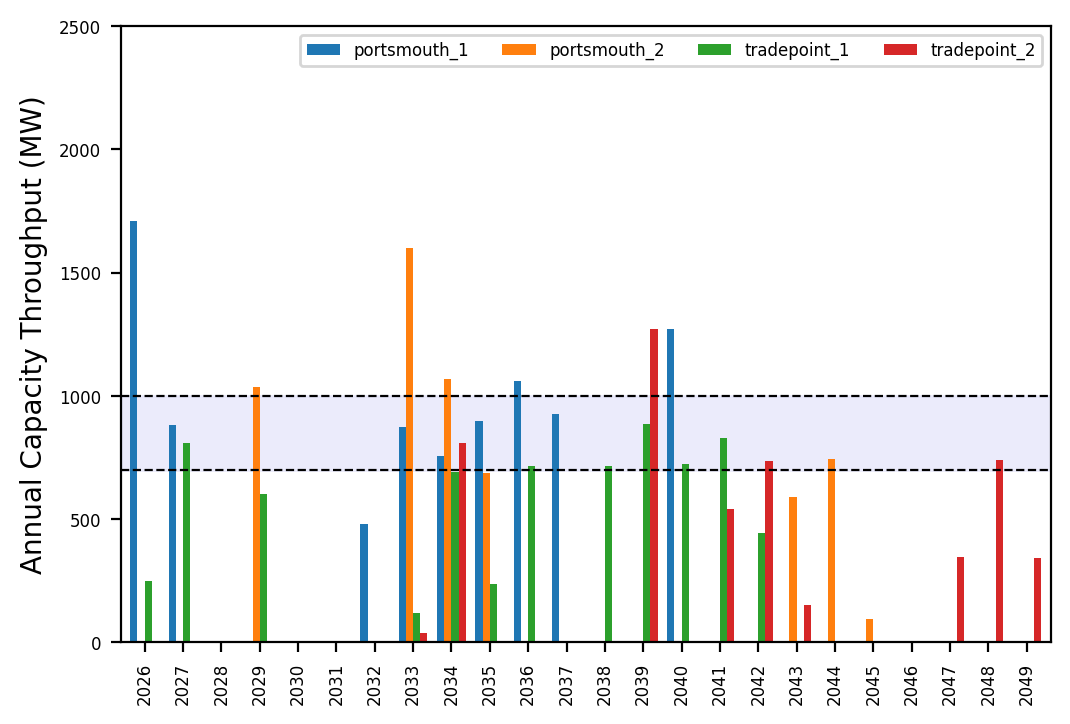 2500
2000
1500
1000
500
0
Annual Capacity Throughput (MW)
portsmouth_1 portsmouth_2 tradepoint_1 tradepoint_2
2026 2027 2028 2029 2030 2031 2032 2033 2034 2035 2036 2037 2038 2039 2040 2041 2042 2043 2044 2045 2046 2047 2048 2049